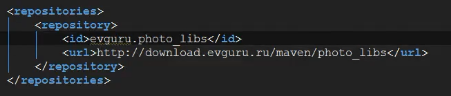 <repositories>
<repository>
<id>evguru.photo_libs</id>
<url>http://download.evguru.ru/maven/photo_libs</url>
</repository>
</repositories>